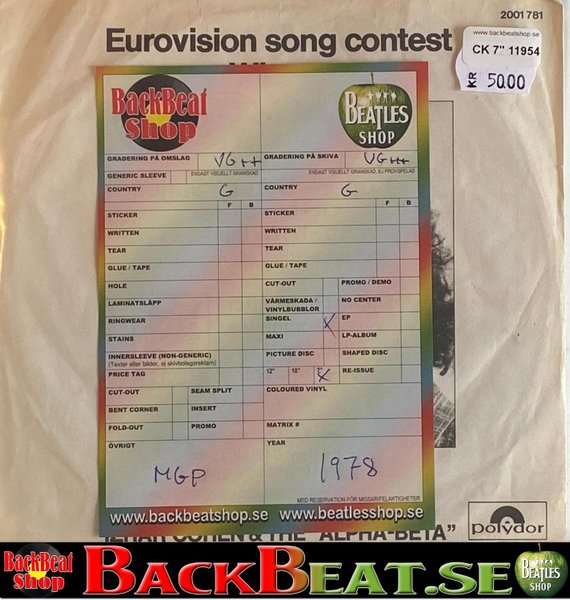 2001 781
Eurovision song contest
www.backbeatshop.se
CK 7" 11954
KR 50.00
BackBeat
Shop
BEATLES
SHOP
GRADERING PÅ OMSLAG VG++ GRADERING PÅ SKIVA VG+++
GENERIC SLEEVE ENDAST VISUELLT GRANSKAD, EJ PROVSPELAD
COUNTRY G COUNTRY G
F B F B
STICKER STICKER
WRITTEN WRITTEN
TEAR TEAR
GLUE / TAPE GLUE / TAPE
HOLE CUT-OUT PROMO / DEMO
LAMINATSLÄPP VÄRMESKADA / VINYLBUBBLOR NO CENTER
RINGWEAR SINGEL X EP
STAINS MAXI LP-ALBUM
INNERSLEEVE (NON-GENERIC) PICTURE DISC SHAPED DISC
(Texter eller bilder, ej skivbolagsreklam)
PRICE TAG 12" 10" 7" X RE-ISSUE
CUT-OUT SEAM SPLIT COLOURED VINYL
BENT CORNER INSERT
FOLD-OUT PROMO MATRIX #
ÖVRIGT YEAR
MGP 1978
MED RESERVATION FÖR MISSAR/FELAKTIGHETER
www.backbeatshop.se www.beatlesshop.se
IZHAR COHEN & THE "ALPHA-BETA"
polydor
BackBeat
Shop
BACKBEAT.SE
BEATLES
SHOP